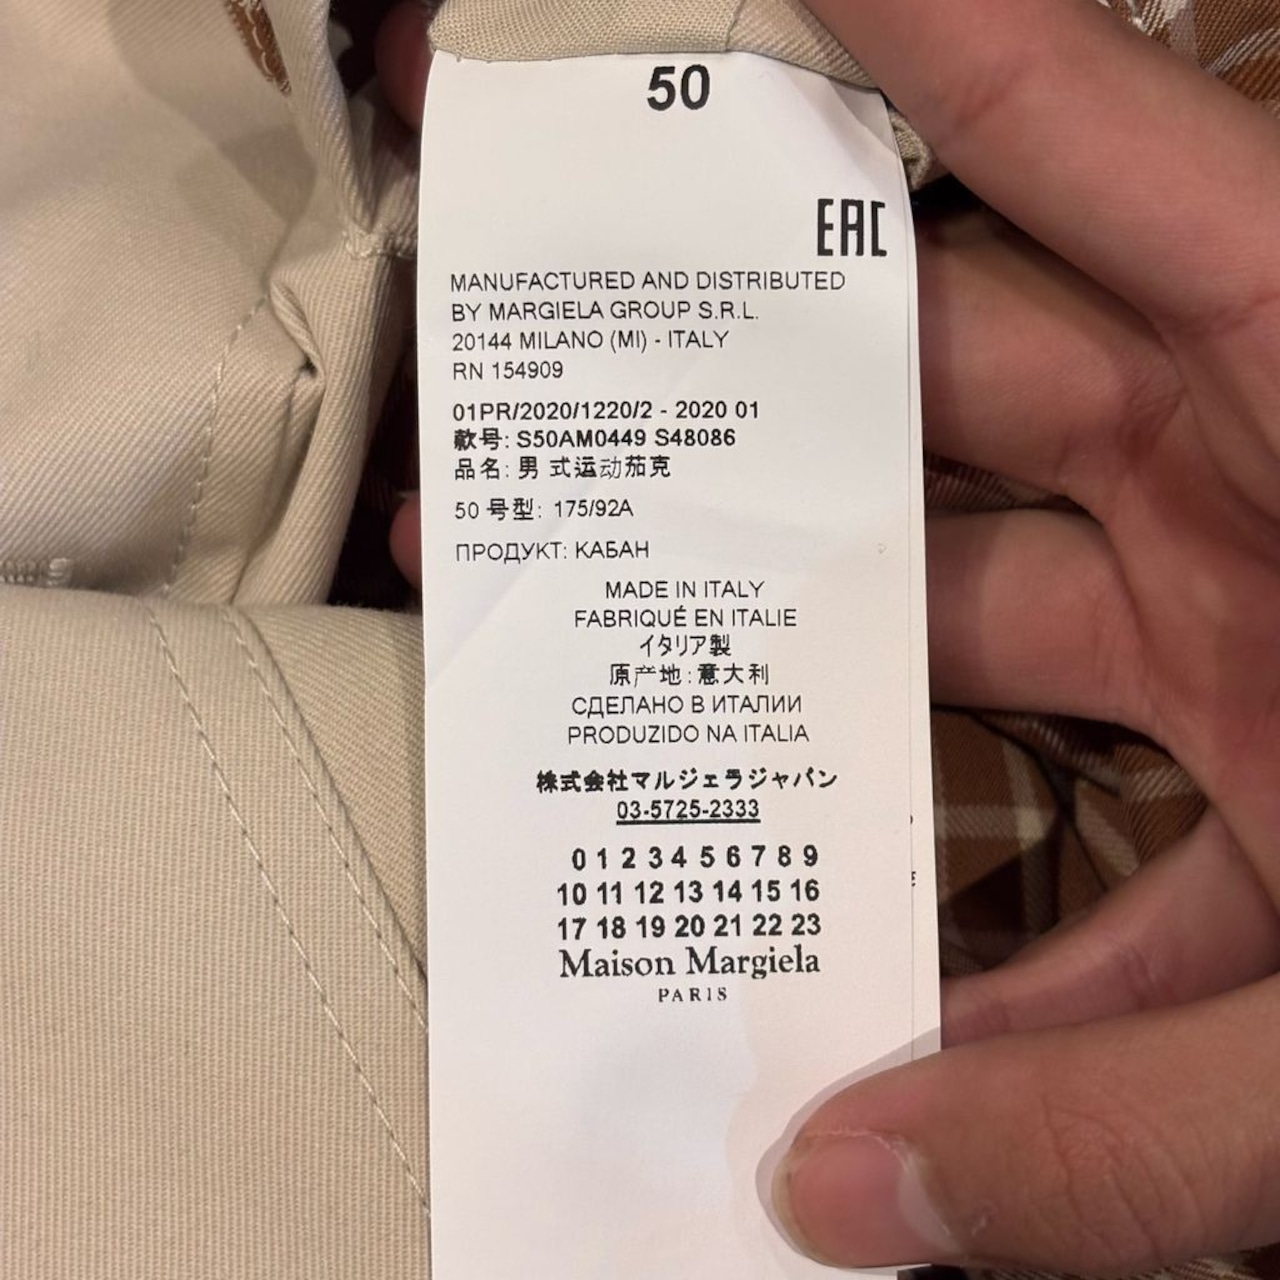 50
EAC
MANUFACTURED AND DISTRIBUTED
BY MARGIELA GROUP S.R.L.
20144 MILANO (MI) - ITALY
RN 154909
01PR/2020/1220/2 - 2020 01
款号: S50AM0449 S48086
品名: 男 式运动茄克
50 号型: 175/92A
ПРОДУКТ: КАБАН
MADE IN ITALY
FABRIQUÉ EN ITALIE
イタリア製
原产地:意大利
СДЕЛАНО В ИТАЛИИ
PRODUZIDO NA ITALIA
株式会社マルジェラジャパン
03-5725-2333
0 1 2 3 4 5 6 7 8 9
10 11 12 13 14 15 16
17 18 19 20 21 22 23
Maison Margiela
PARIS